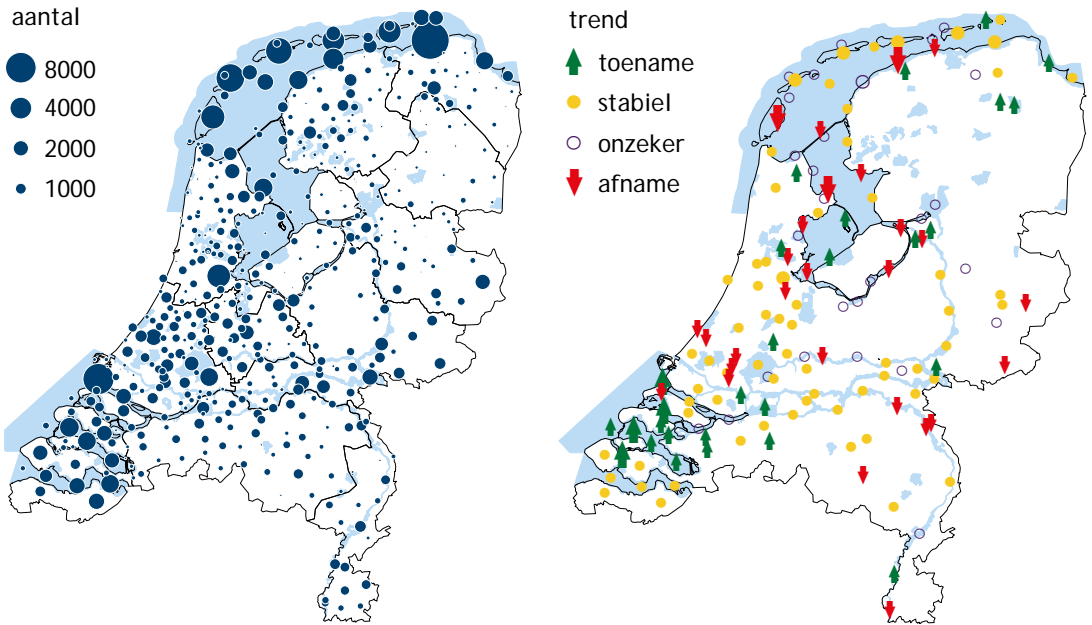 aantal
8000
4000
2000
1000
trend
toename
stabiel
onzeker
afname